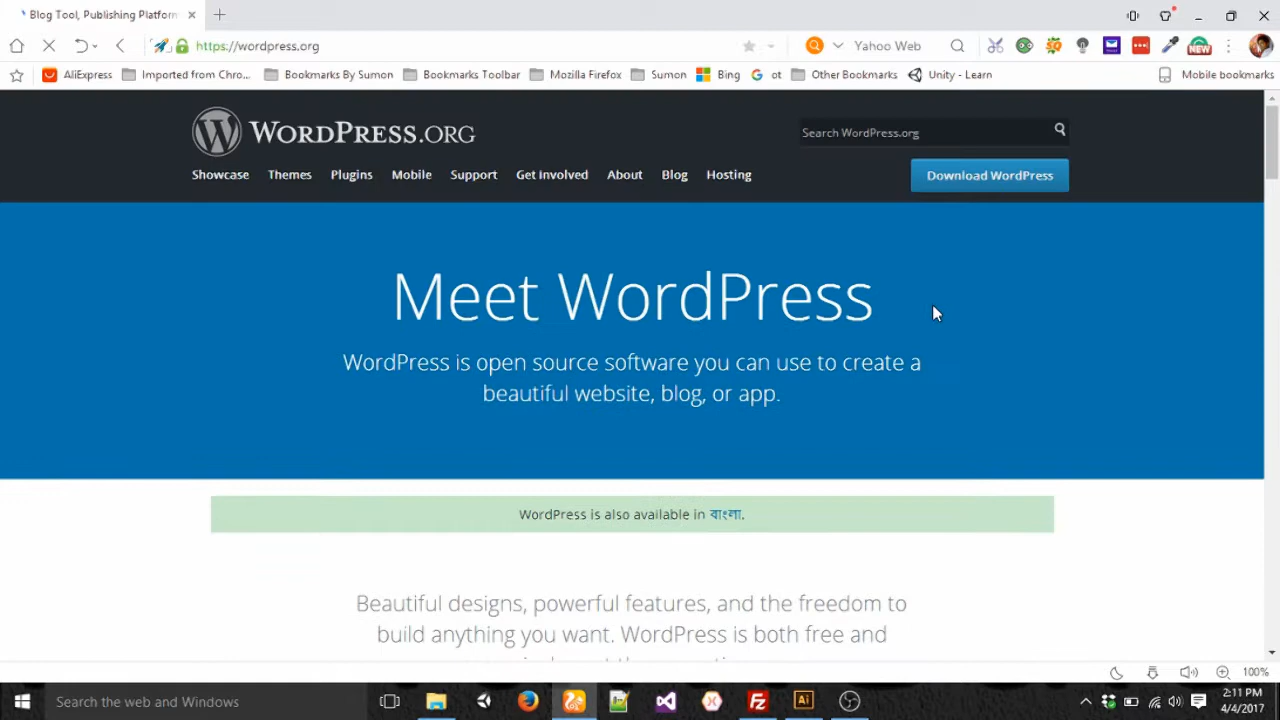 Blog Tool, Publishing Platform
https://wordpress.org
Yahoo Web
NEW
AliExpress Imported from Chro... Bookmarks By Sumon Bookmarks Toolbar Mozilla Firefox Sumon Bing ot Other Bookmarks Unity - Learn Mobile bookmarks
WORDPRESS.ORG
Search WordPress.org
Showcase Themes Plugins Mobile Support Get Involved About Blog Hosting
Download WordPress
Meet WordPress
WordPress is open source software you can use to create a
beautiful website, blog, or app.
WordPress is also available in বাংলা.
Beautiful designs, powerful features, and the freedom to
build anything you want. WordPress is both free and
100%
Search the web and Windows
Ai
2:11 PM
4/4/2017